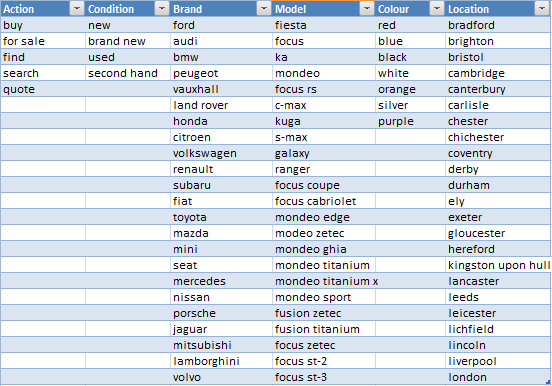 Action Condition Brand Model Colour Location
buy new ford fiesta red bradford
for sale brand new audi focus blue brighton
find used bmw ka black bristol
search second hand peugeot mondeo white cambridge
quote vauxhall focus rs orange canterbury
land rover c-max silver carlisle
honda kuga purple chester
citroen s-max chichester
volkswagen galaxy coventry
renault ranger derby
subaru focus coupe durham
fiat focus cabriolet ely
toyota mondeo edge exeter
mazda modeo zetec gloucester
mini mondeo ghia hereford
seat mondeo titanium kingston upon hull
mercedes mondeo titanium x lancaster
nissan mondeo sport leeds
porsche fusion zetec leicester
jaguar fusion titanium lichfield
mitsubishi focus zetec lincoln
lamborghini focus st-2 liverpool
volvo focus st-3 london